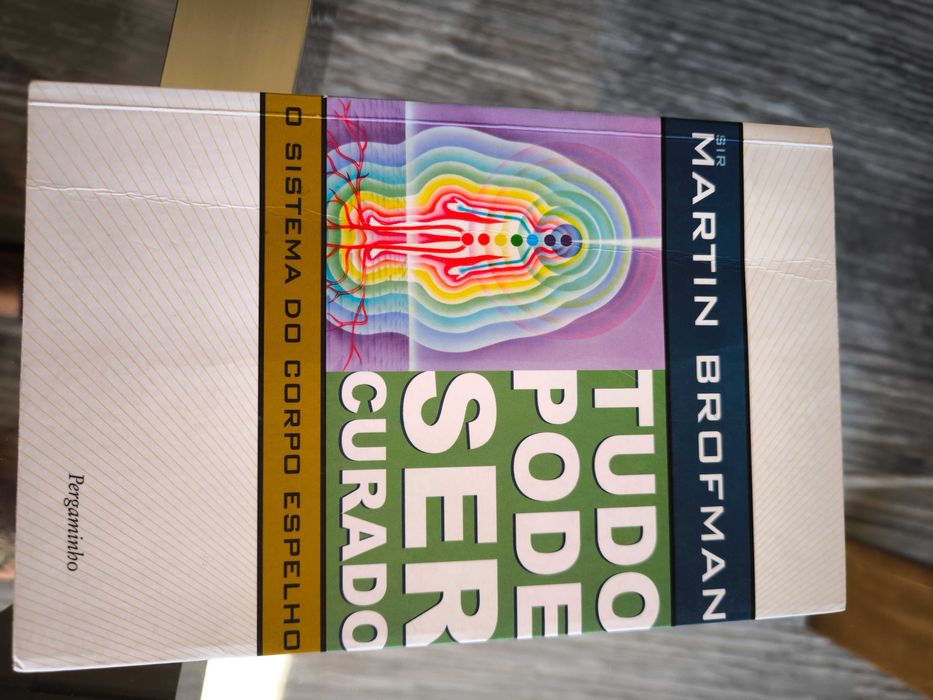 SIR
MARTIN BROFMAN
TUDO
PODE
SER
CURADO
O SISTEMA DO CORPO ESPELHO
Pergaminho